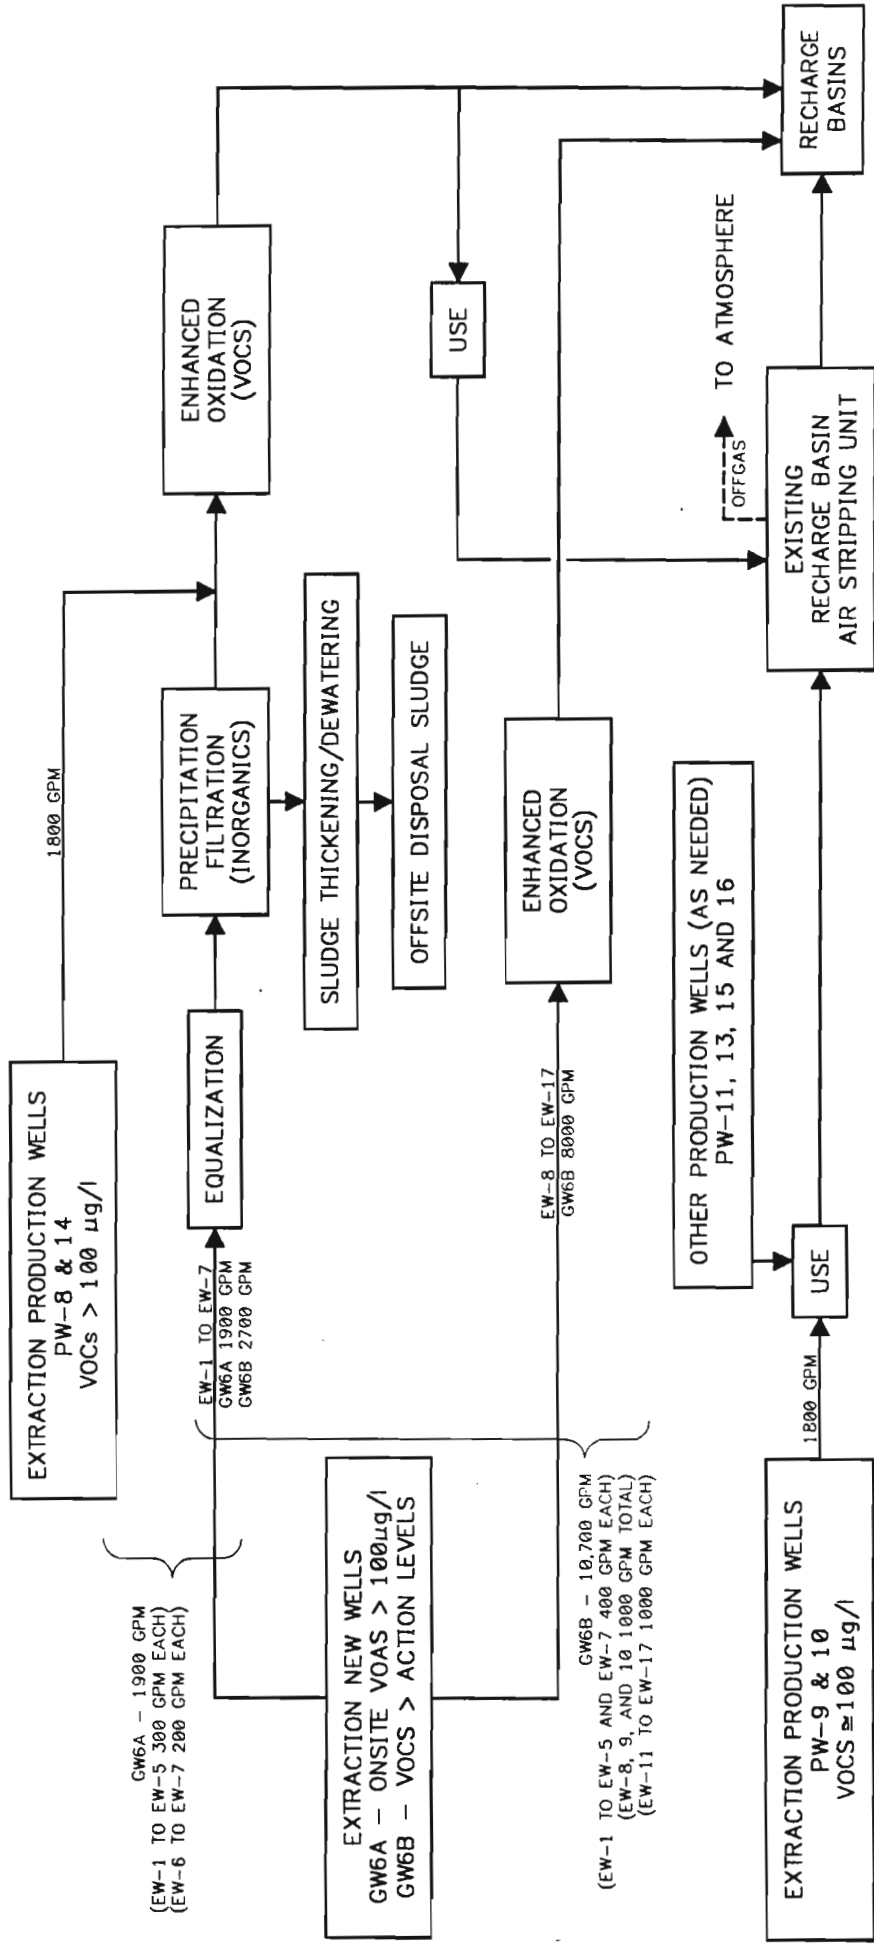 EXTRACTION PRODUCTION WELLS
PW-8 & 14
VOCs > 100 µg/l
1800 GPM
GW6A - 1900 GPM
(EW-1 TO EW-5 300 GPM EACH)
(EW-6 TO EW-7 200 GPM EACH)
EW-1 TO EW-7
GW6A 1900 GPM
GW6B 2700 GPM
EQUALIZATION
PRECIPITATION
FILTRATION
(INORGANICS)
ENHANCED
OXIDATION
(VOCS)
SLUDGE THICKENING/DEWATERING
OFFSITE DISPOSAL SLUDGE
USE
EXTRACTION NEW WELLS
GW6A - ONSITE VOAS > 100µg/l
GW6B - VOCS > ACTION LEVELS
EW-8 TO EW-17
GW6B 8000 GPM
ENHANCED
OXIDATION
(VOCS)
GW6B - 10,700 GPM
(EW-1 TO EW-5 AND EW-7 400 GPM EACH)
(EW-8, 9, AND 10 1000 GPM TOTAL)
(EW-11 TO EW-17 1000 GPM EACH)
OTHER PRODUCTION WELLS (AS NEEDED)
PW-11, 13, 15 AND 16
OFFGAS
TO ATMOSPHERE
EXTRACTION PRODUCTION WELLS
PW-9 & 10
VOCS ≅ 100 µg/l
1800 GPM
USE
EXISTING
RECHARGE BASIN
AIR STRIPPING UNIT
RECHARGE
BASINS